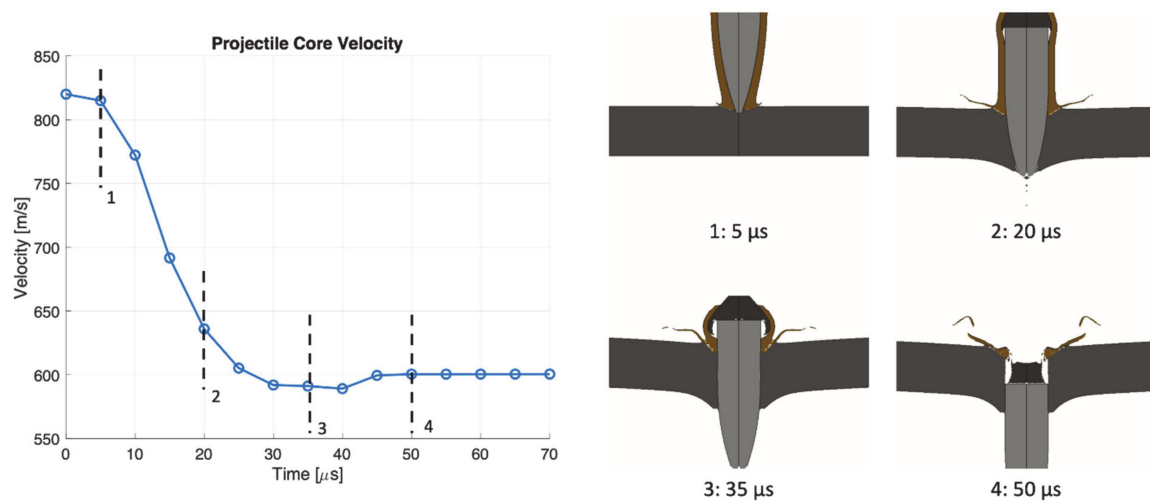 Projectile Core Velocity
850
800
750
700
650
600
550
Velocity [m/s]
1
2
3
4
0 10 20 30 40 50 60 70
Time [μs]
1: 5 μs
2: 20 μs
3: 35 μs
4: 50 μs